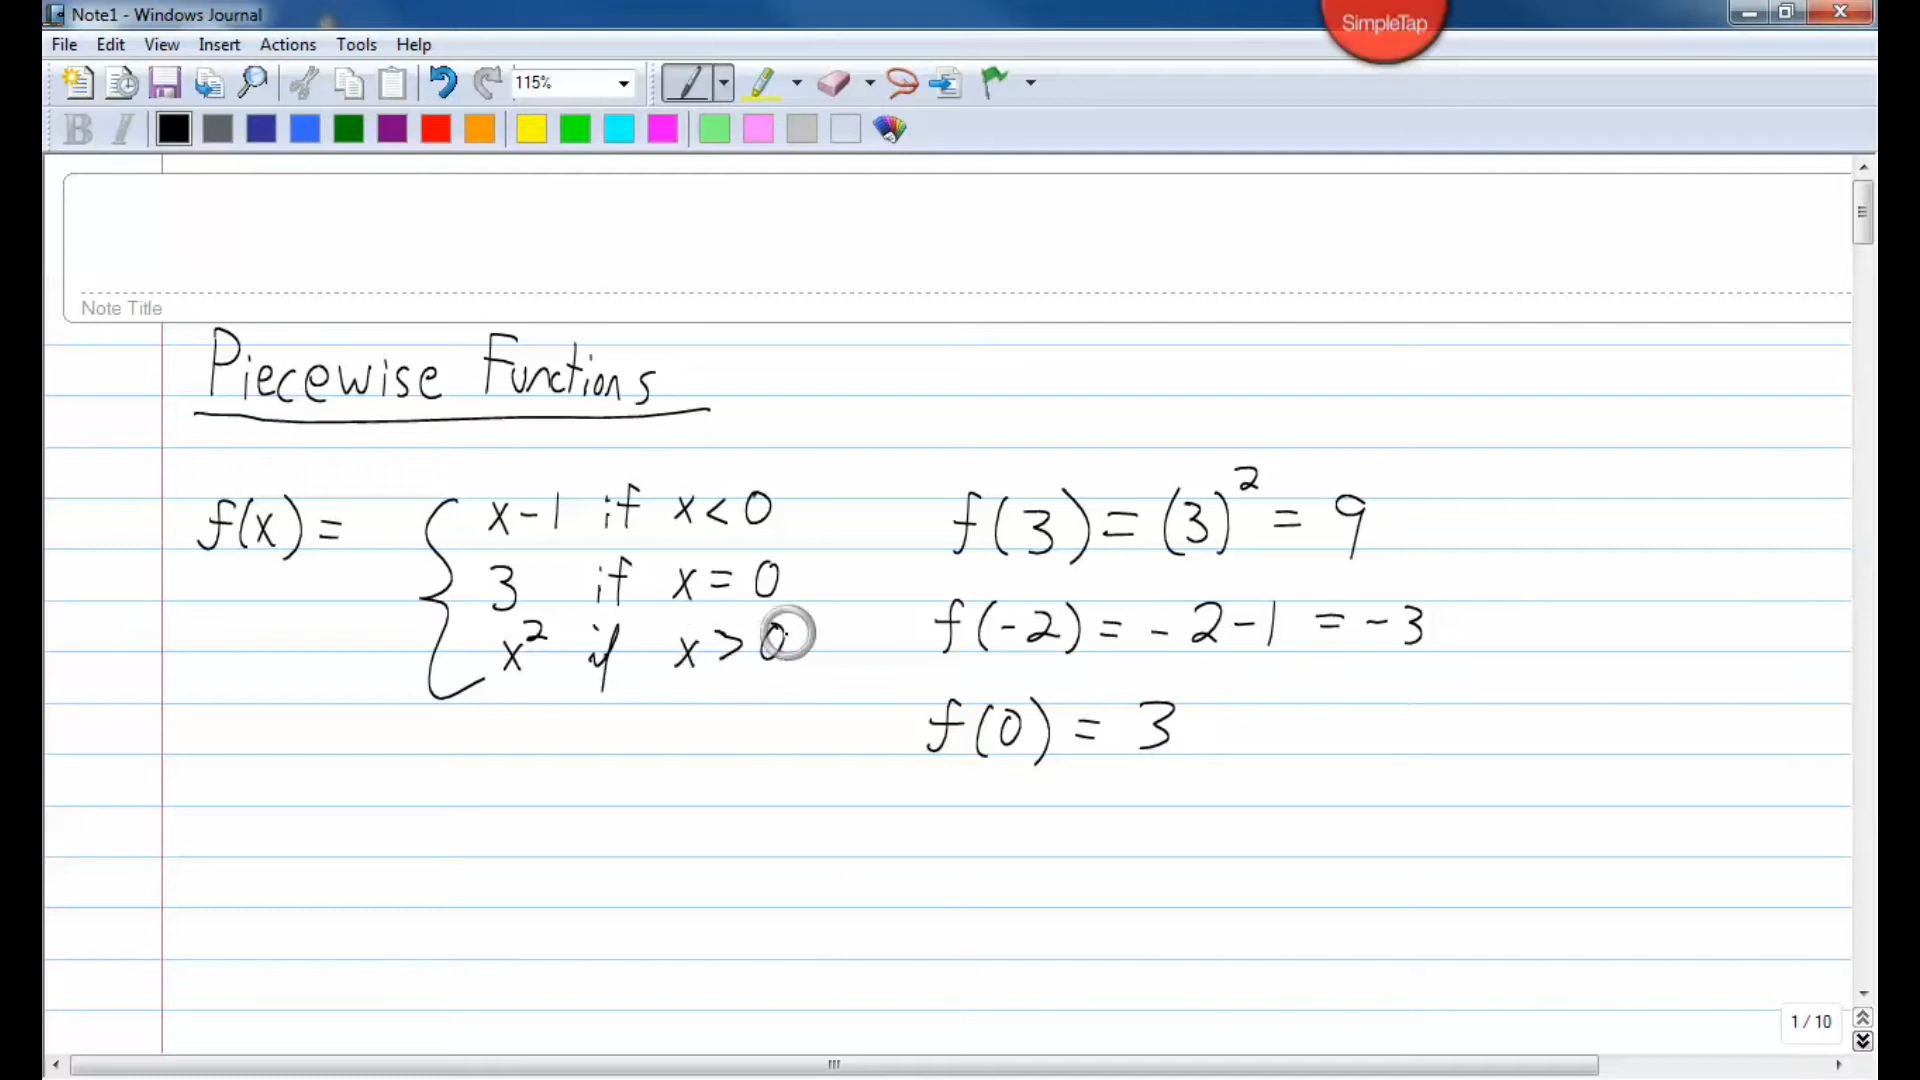 Note1 - Windows Journal
SimpleTap
File Edit View Insert Actions Tools Help
115%
B I
Note Title
Piecewise Functions
f(x) = { x-1 if x<0
3 if x=0
x² if x>0
f(3) = (3)² = 9
f(-2) = -2-1 = -3
f(0) = 3
1 / 10